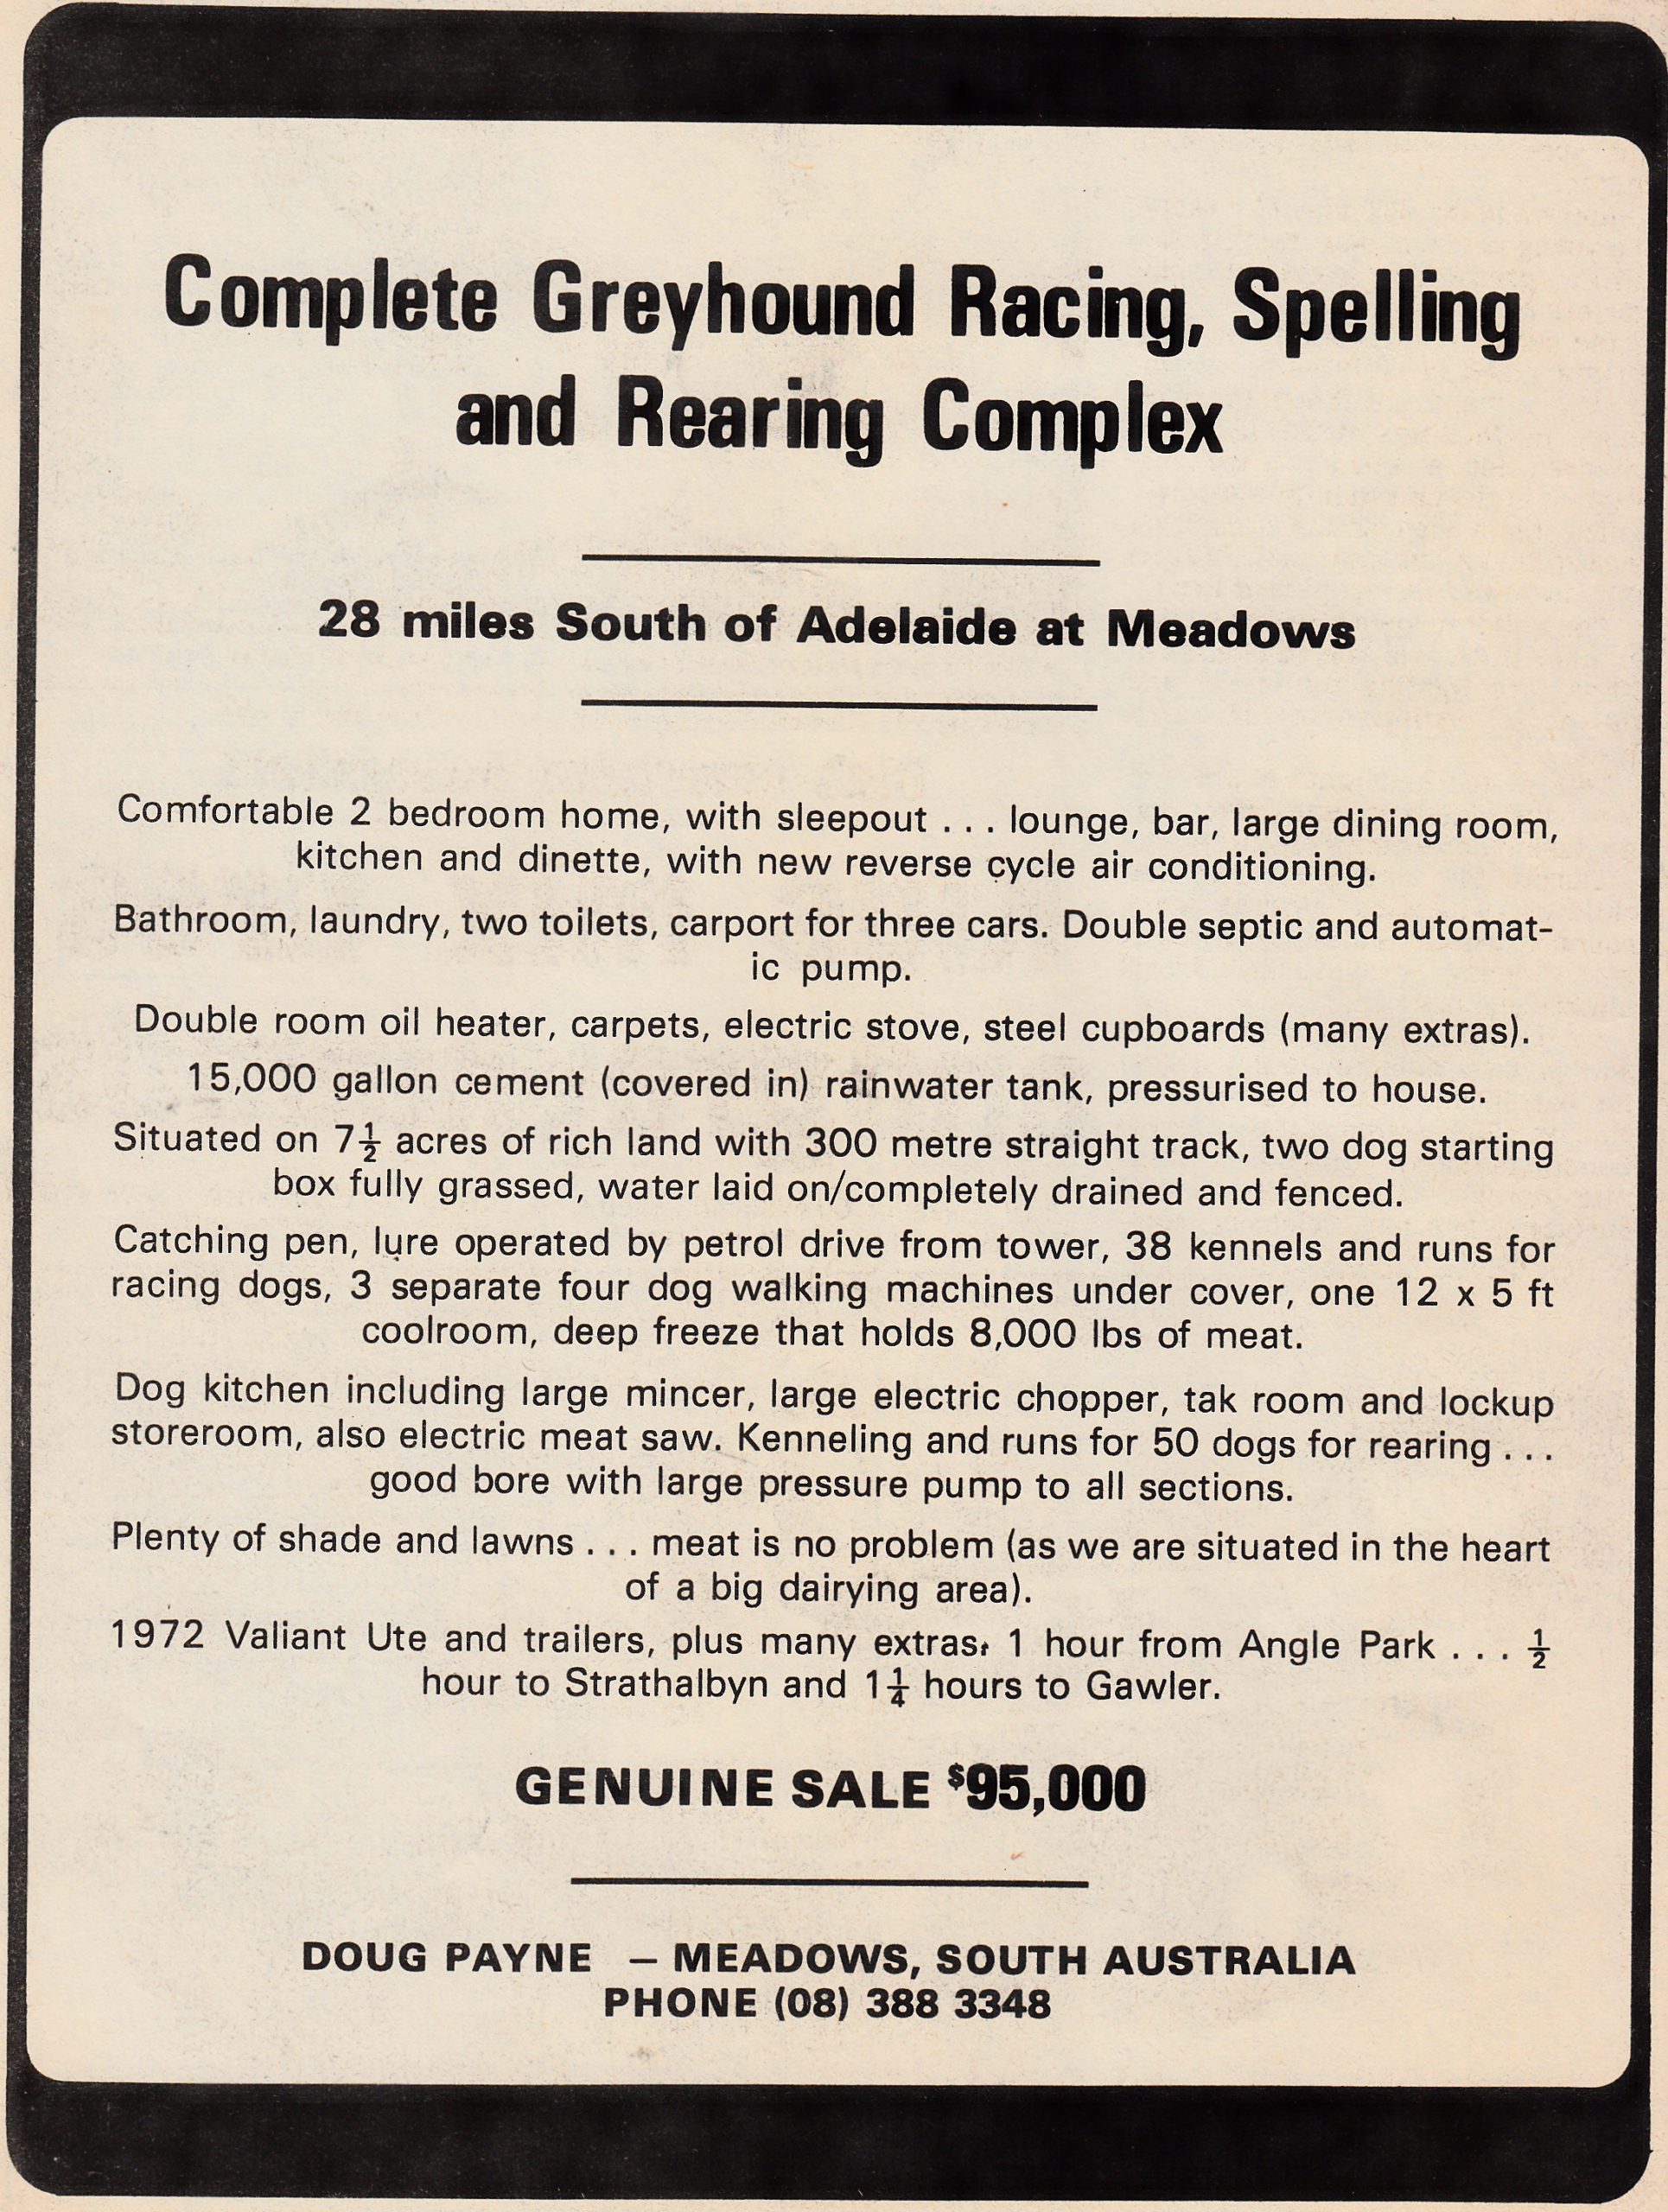 Complete Greyhound Racing, Spelling
and Rearing Complex
28 miles South of Adelaide at Meadows
Comfortable 2 bedroom home, with sleepout . . . lounge, bar, large dining room,
kitchen and dinette, with new reverse cycle air conditioning.
Bathroom, laundry, two toilets, carport for three cars. Double septic and automat-
ic pump.
Double room oil heater, carpets, electric stove, steel cupboards (many extras).
15,000 gallon cement (covered in) rainwater tank, pressurised to house.
Situated on 7½ acres of rich land with 300 metre straight track, two dog starting
box fully grassed, water laid on/completely drained and fenced.
Catching pen, lure operated by petrol drive from tower, 38 kennels and runs for
racing dogs, 3 separate four dog walking machines under cover, one 12 x 5 ft
coolroom, deep freeze that holds 8,000 lbs of meat.
Dog kitchen including large mincer, large electric chopper, tak room and lockup
storeroom, also electric meat saw. Kenneling and runs for 50 dogs for rearing . . .
good bore with large pressure pump to all sections.
Plenty of shade and lawns . . . meat is no problem (as we are situated in the heart
of a big dairying area).
1972 Valiant Ute and trailers, plus many extras, 1 hour from Angle Park . . . ½
hour to Strathalbyn and 1¼ hours to Gawler.
GENUINE SALE $95,000
DOUG PAYNE – MEADOWS, SOUTH AUSTRALIA
PHONE (08) 388 3348